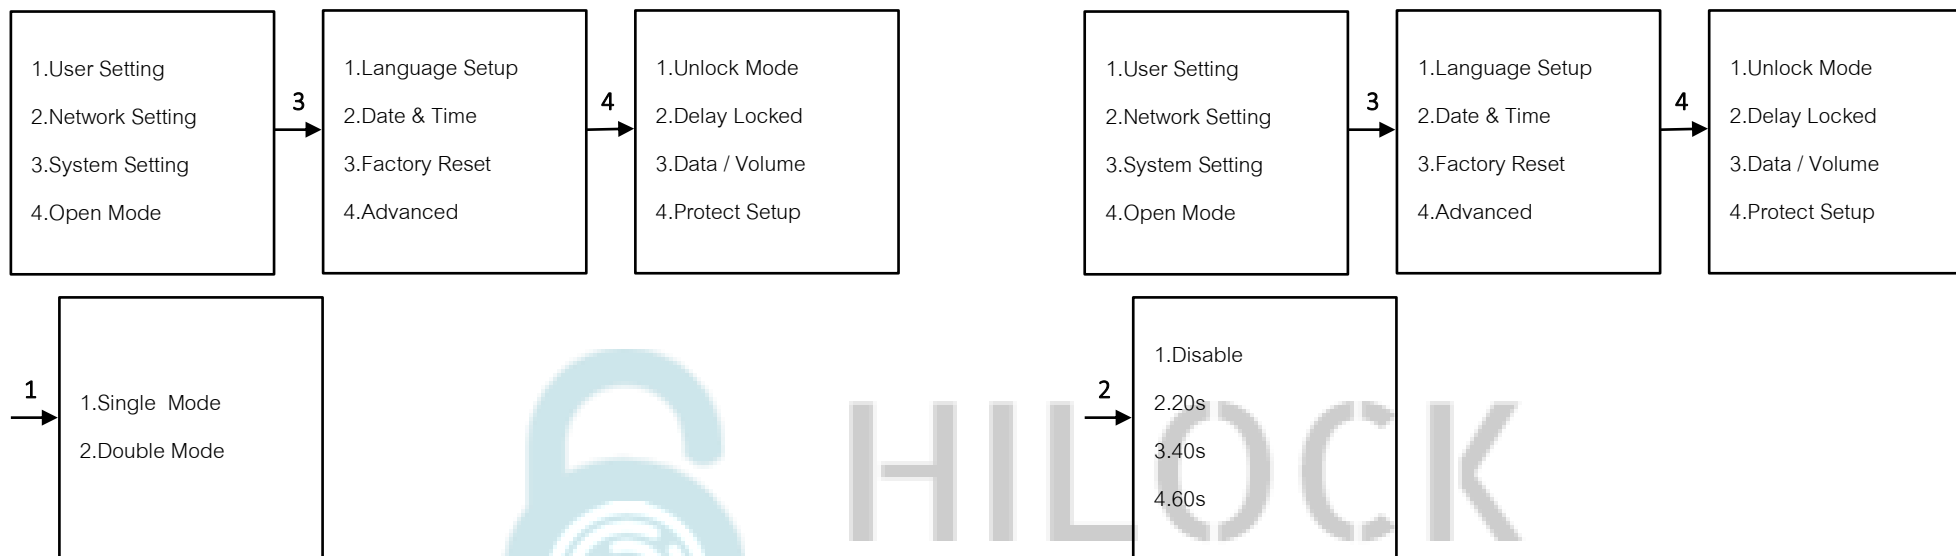 1.User Setting
2.Network Setting
3.System Setting
4.Open Mode
3
1.Language Setup
2.Date & Time
3.Factory Reset
4.Advanced
4
1.Unlock Mode
2.Delay Locked
3.Data / Volume
4.Protect Setup
1
1.Single Mode
2.Double Mode
1.User Setting
2.Network Setting
3.System Setting
4.Open Mode
3
1.Language Setup
2.Date & Time
3.Factory Reset
4.Advanced
4
1.Unlock Mode
2.Delay Locked
3.Data / Volume
4.Protect Setup
2
1.Disable
2.20s
3.40s
4.60s
HILOCK